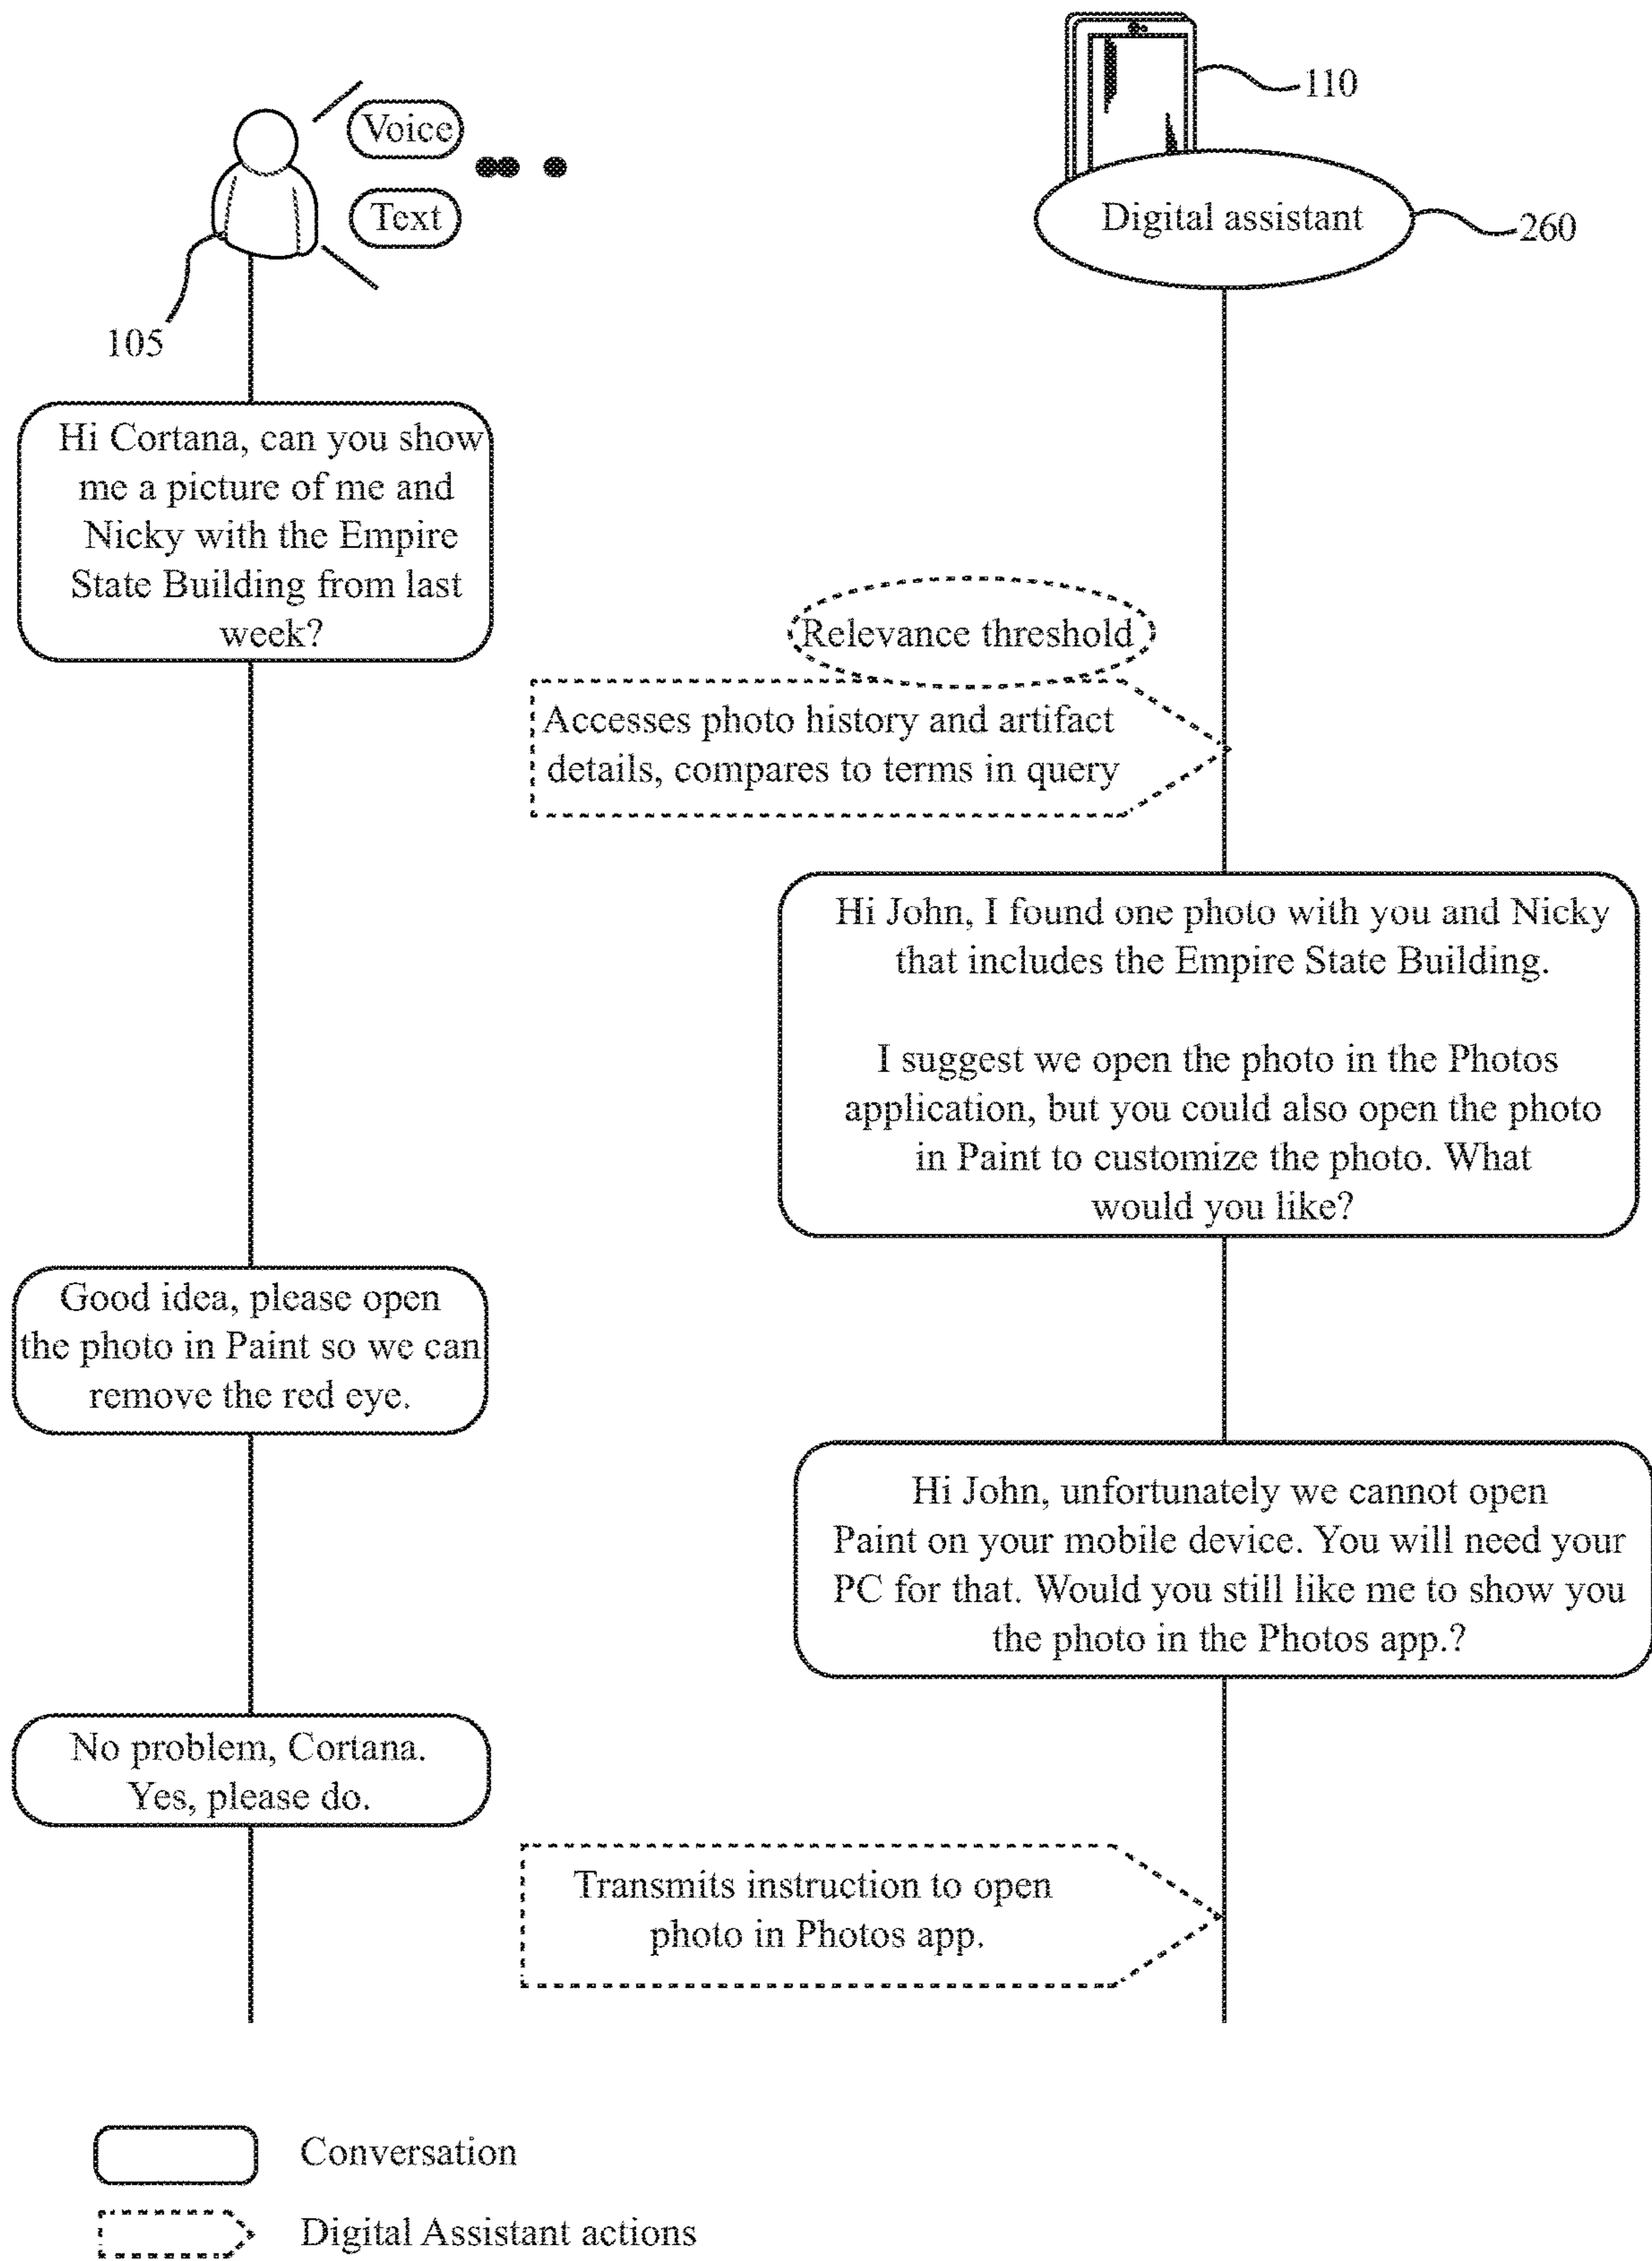 110
Voice
Text
Digital assistant
260
105
Hi Cortana, can you show
me a picture of me and
Nicky with the Empire
State Building from last
week?
Relevance threshold
Accesses photo history and artifact
details, compares to terms in query
Hi John, I found one photo with you and Nicky
that includes the Empire State Building.
I suggest we open the photo in the Photos
application, but you could also open the photo
in Paint to customize the photo. What
would you like?
Good idea, please open
the photo in Paint so we can
remove the red eye.
Hi John, unfortunately we cannot open
Paint on your mobile device. You will need your
PC for that. Would you still like me to show you
the photo in the Photos app.?
No problem, Cortana.
Yes, please do.
Transmits instruction to open
photo in Photos app.
Conversation
Digital Assistant actions